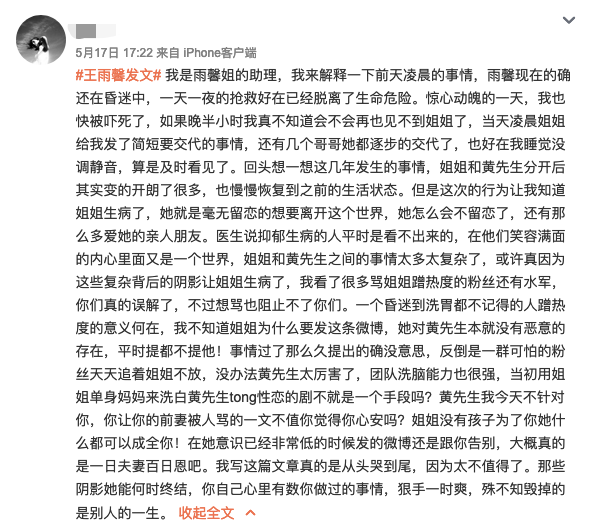 5月17日 17:22 来自 iPhone客户端
#王雨馨发文# 我是雨馨姐的助理，我来解释一下前天凌晨的事情，雨馨现在的确
还在昏迷中，一天一夜的抢救好在已经脱离了生命危险。惊心动魄的一天，我也
快被吓死了，如果晚半小时我真不知道会不会再也见不到姐姐了，当天凌晨姐姐
给我发了简短要交代的事情，还有几个哥哥她都逐步的交代了，也好在我睡觉没
调静音，算是及时看见了。回头想一想这几年发生的事情，姐姐和黄先生分开后
其实变的开朗了很多，也慢慢恢复到之前的生活状态。但是这次的行为让我知道
姐姐生病了，她就是毫无留恋的想要离开这个世界，她怎么会不留恋了，还有那
么多爱她的亲人朋友。医生说抑郁生病的人平时是看不出来的，在他们笑容满面
的内心里面又是一个世界，姐姐和黄先生之间的事情太多太复杂了，或许真因为
这些复杂背后的阴影让姐姐生病了，我看了很多骂姐姐蹭热度的粉丝还有水军，
你们真的误解了，不过想骂也阻止不了你们。一个昏迷到洗胃都不记得的人蹭热
度的意义何在，我不知道姐姐为什么要发这条微博，她对黄先生本就没有恶意的
存在，平时提都不提他！事情过了那么久提出的确没意思，反倒是一群可怕的粉
丝天天追着姐姐不放，没办法黄先生太厉害了，团队洗脑能力也很强，当初用姐
姐单身妈妈来洗白黄先生tong性恋的剧不就是一个手段吗？黄先生我今天不针对
你，你让你的前妻被人骂的一文不值你觉得你心安吗？姐姐没有孩子为了你她什
么都可以成全你！在她意识已经非常低的时候发的微博还是跟你告别，大概真的
是一日夫妻百日恩吧。我写这篇文章真的是从头哭到尾，因为太不值得了。那些
阴影她能何时终结，你自己心里有数你做过的事情，狠手一时爽，殊不知毁掉的
是别人的一生。 收起全文